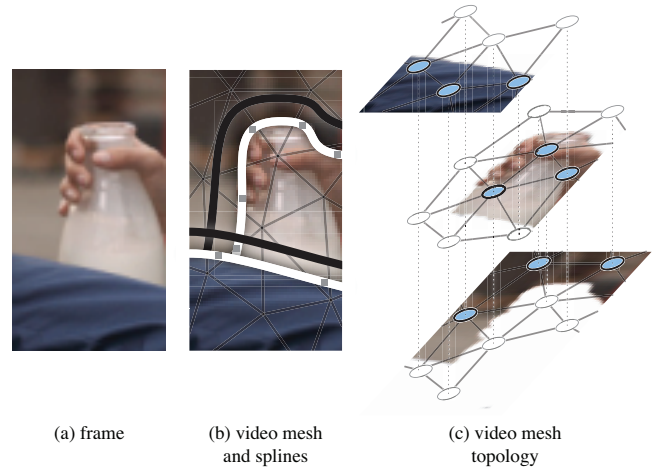 (a) frame
(b) video mesh
and splines
(c) video mesh
topology